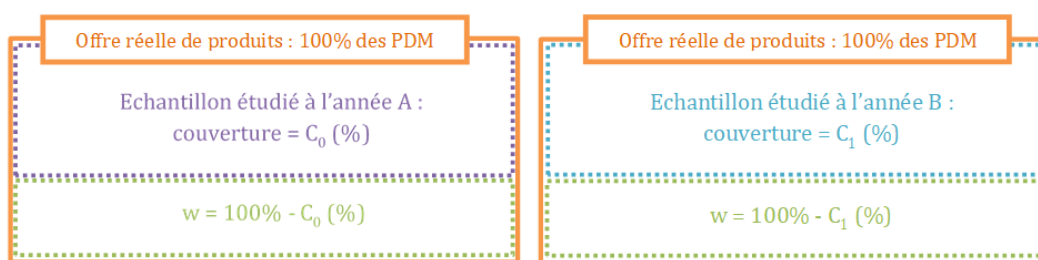 Offre réelle de produits : 100% des PDM
Echantillon étudié à l'année A :
couverture = C₀ (%)
w = 100% - C₀ (%)
Offre réelle de produits : 100% des PDM
Echantillon étudié à l'année B :
couverture = C₁ (%)
w = 100% - C₁ (%)